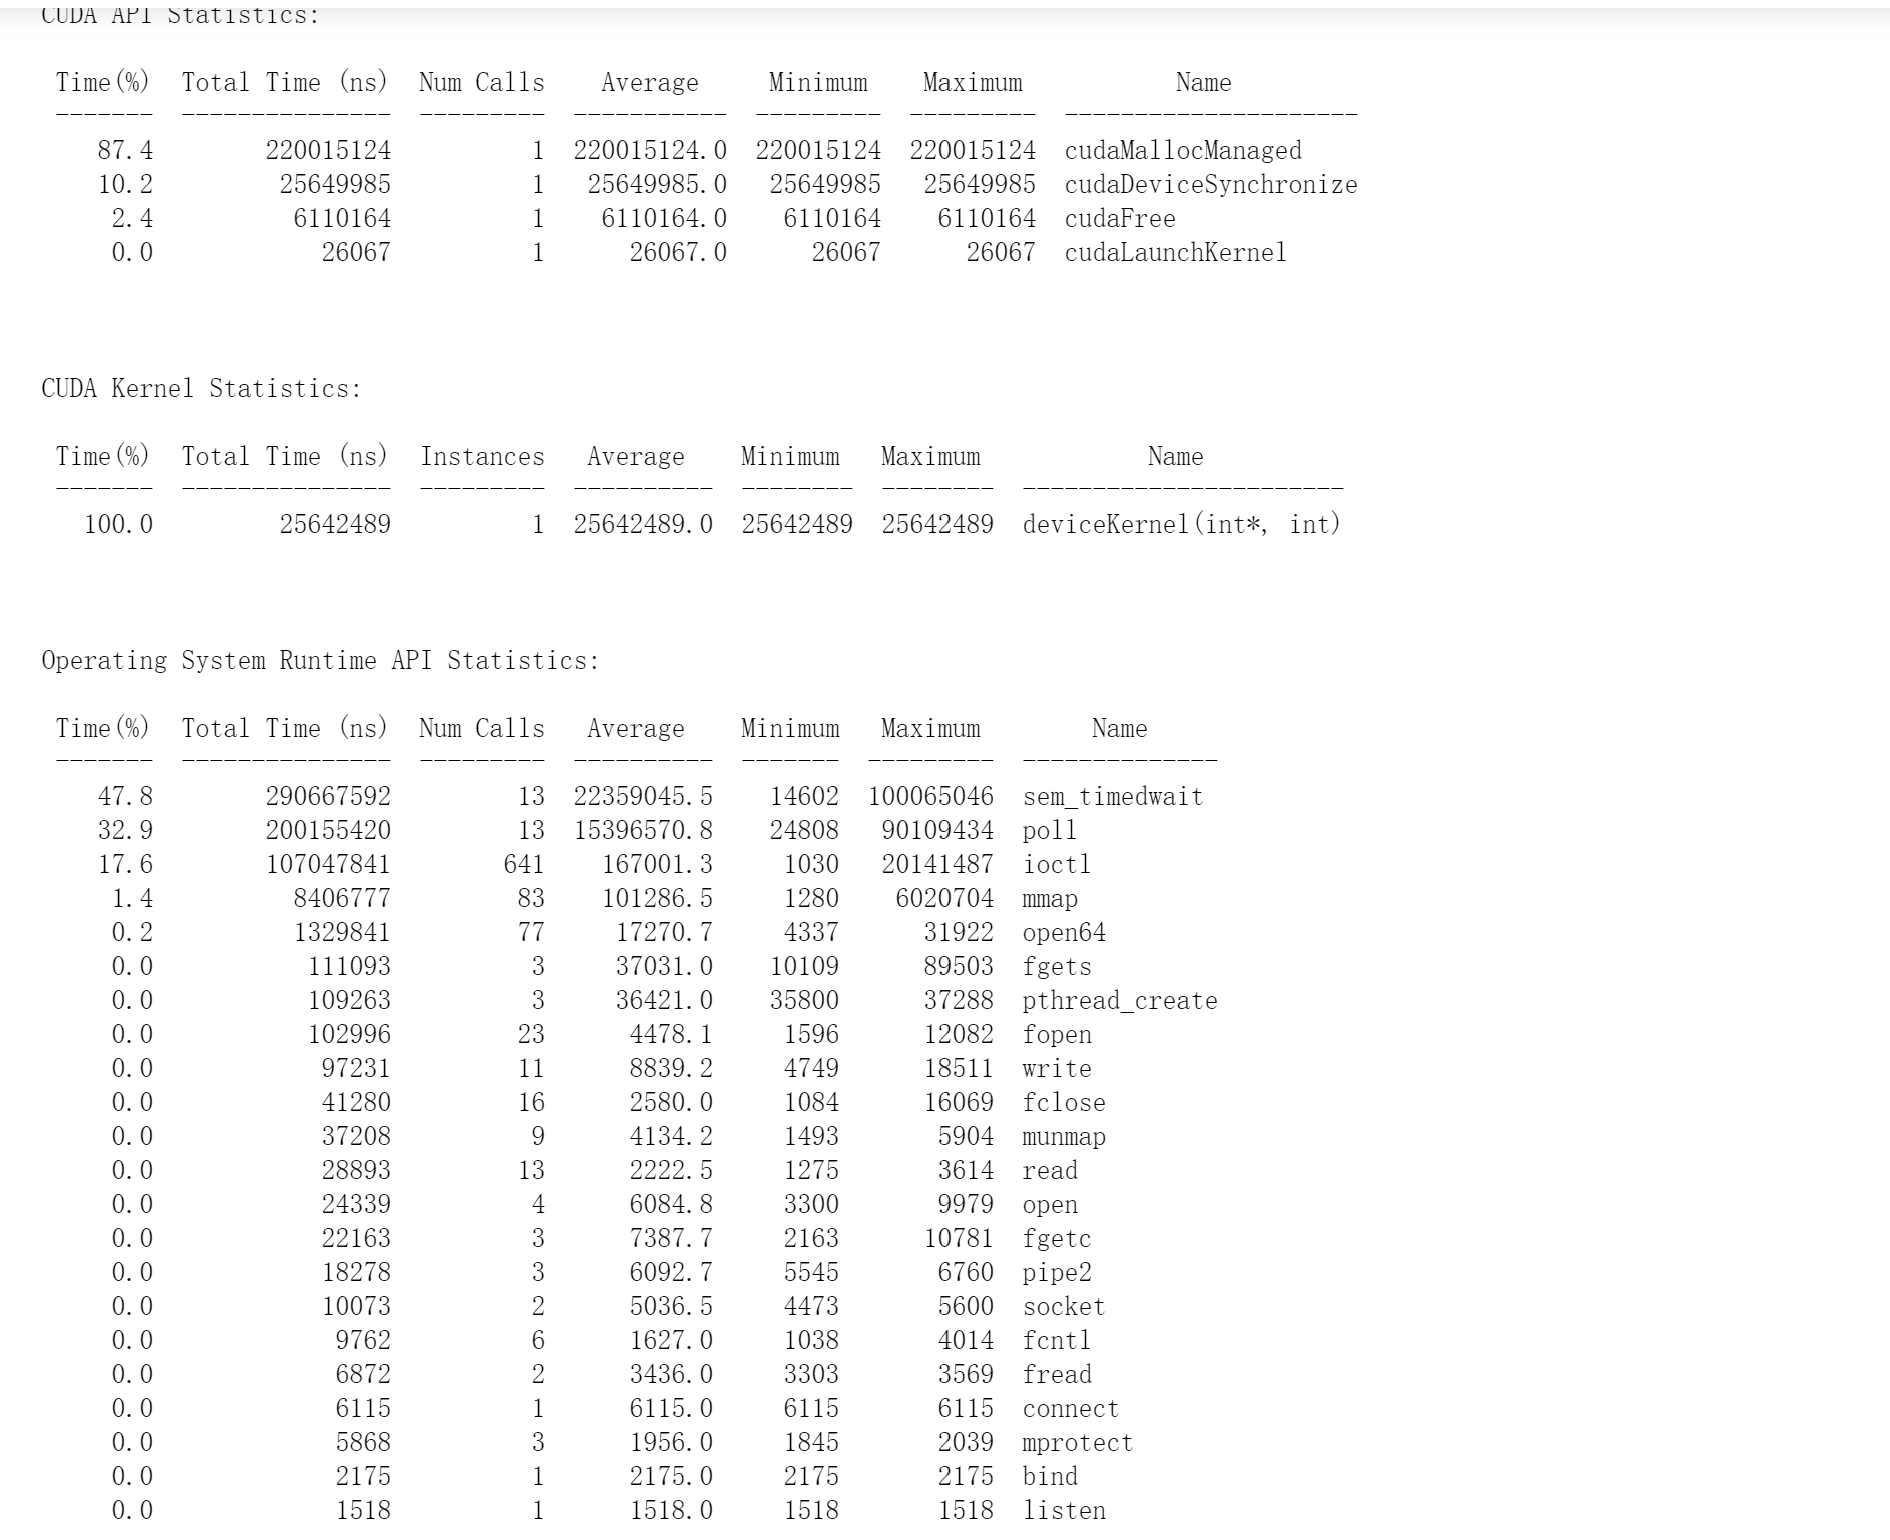 CUDA API Statistics:
Time(%) Total Time (ns) Num Calls Average Minimum Maximum Name
------- --------------- --------- ----------- --------- --------- ---------------------
87.4 220015124 1 220015124.0 220015124 220015124 cudaMallocManaged
10.2 25649985 1 25649985.0 25649985 25649985 cudaDeviceSynchronize
2.4 6110164 1 6110164.0 6110164 6110164 cudaFree
0.0 26067 1 26067.0 26067 26067 cudaLaunchKernel
CUDA Kernel Statistics:
Time(%) Total Time (ns) Instances Average Minimum Maximum Name
------- --------------- --------- ---------- -------- -------- -----------------------
100.0 25642489 1 25642489.0 25642489 25642489 deviceKernel(int*, int)
Operating System Runtime API Statistics:
Time(%) Total Time (ns) Num Calls Average Minimum Maximum Name
------- --------------- --------- ---------- ------- --------- --------------
47.8 290667592 13 22359045.5 14602 100065046 sem_timedwait
32.9 200155420 13 15396570.8 24808 90109434 poll
17.6 107047841 641 167001.3 1030 20141487 ioctl
1.4 8406777 83 101286.5 1280 6020704 mmap
0.2 1329841 77 17270.7 4337 31922 open64
0.0 111093 3 37031.0 10109 89503 fgets
0.0 109263 3 36421.0 35800 37288 pthread_create
0.0 102996 23 4478.1 1596 12082 fopen
0.0 97231 11 8839.2 4749 18511 write
0.0 41280 16 2580.0 1084 16069 fclose
0.0 37208 9 4134.2 1493 5904 munmap
0.0 28893 13 2222.5 1275 3614 read
0.0 24339 4 6084.8 3300 9979 open
0.0 22163 3 7387.7 2163 10781 fgetc
0.0 18278 3 6092.7 5545 6760 pipe2
0.0 10073 2 5036.5 4473 5600 socket
0.0 9762 6 1627.0 1038 4014 fcntl
0.0 6872 2 3436.0 3303 3569 fread
0.0 6115 1 6115.0 6115 6115 connect
0.0 5868 3 1956.0 1845 2039 mprotect
0.0 2175 1 2175.0 2175 2175 bind
0.0 1518 1 1518.0 1518 1518 listen